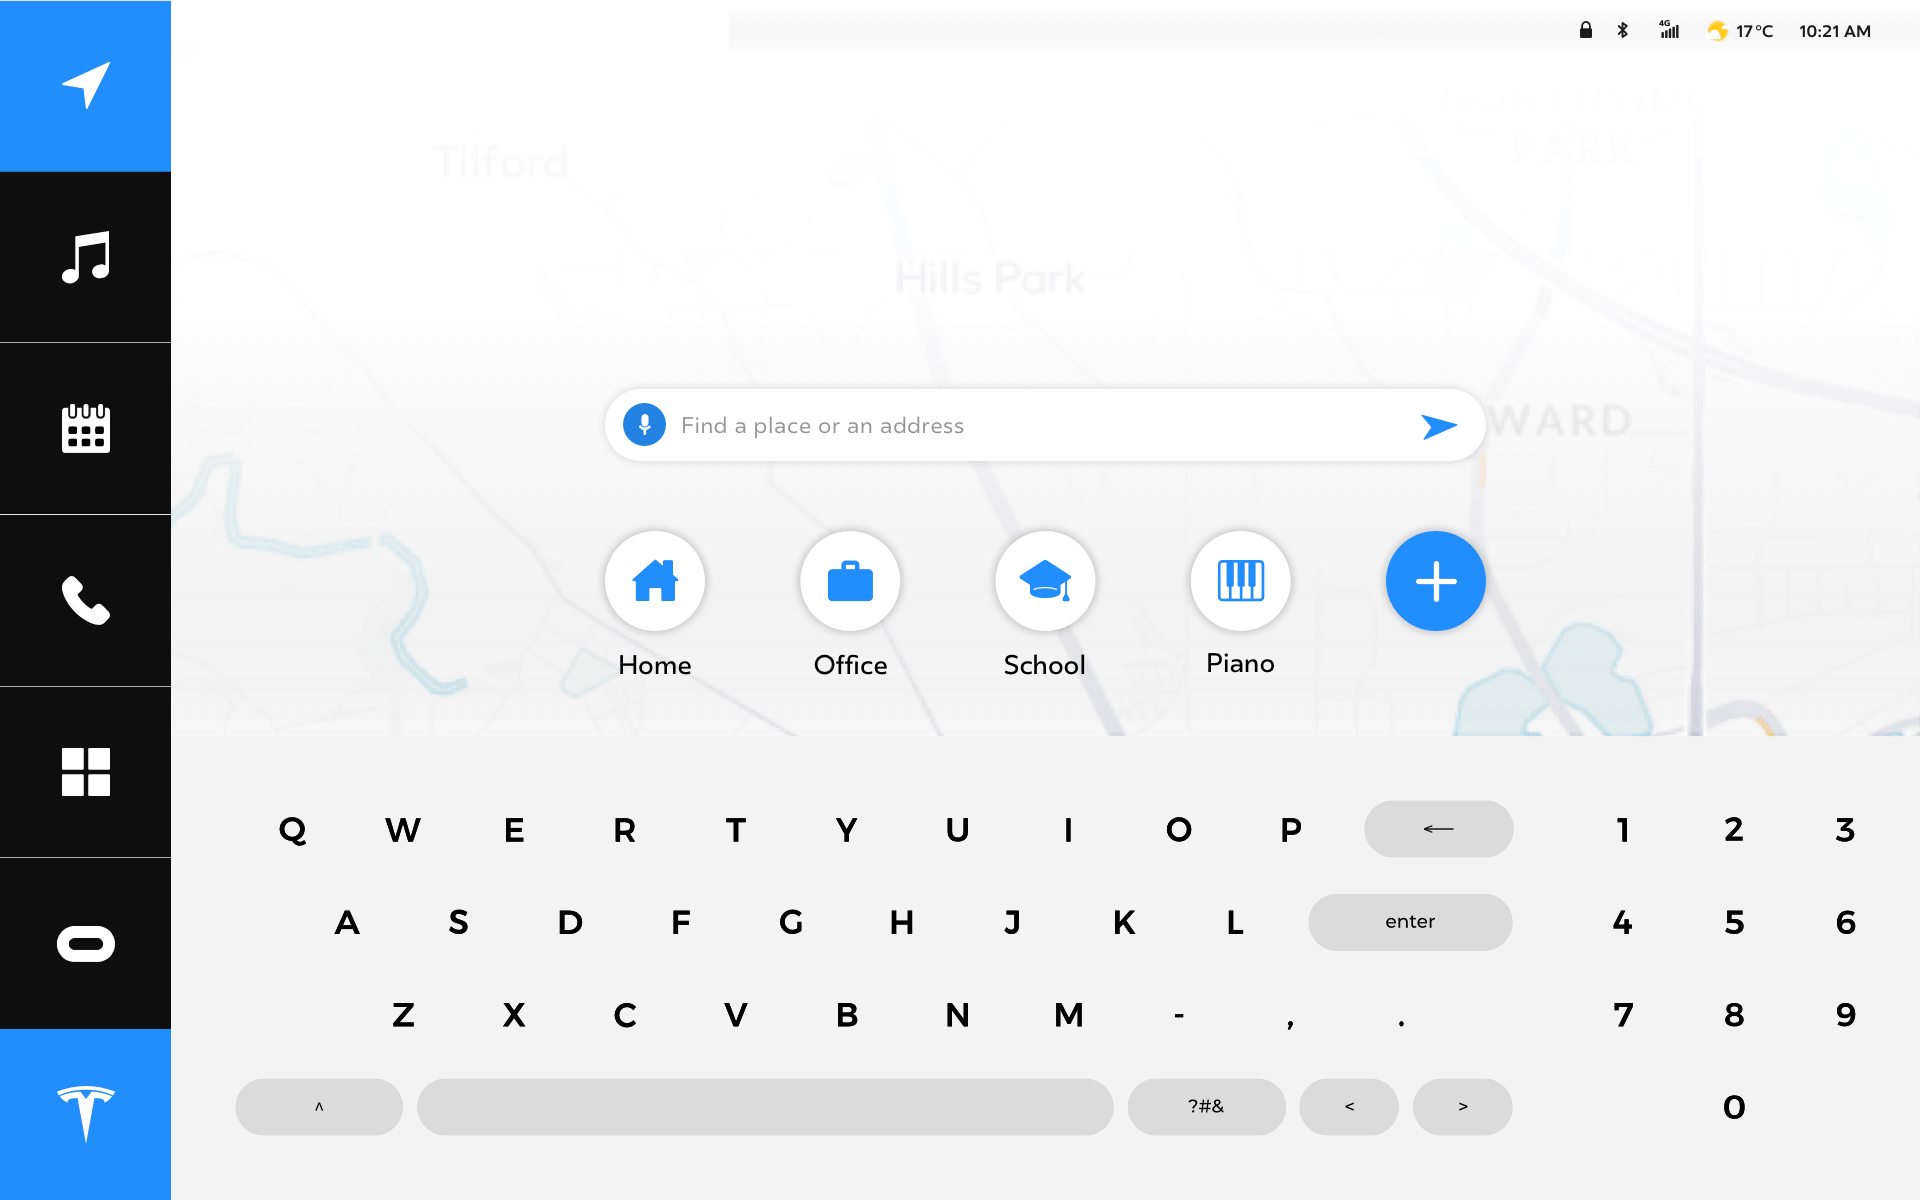 4G 17°C 10:21 AM
PARK
Tilford
Hills Park
WARD
Find a place or an address
Home Office School Piano
Q W E R T Y U I O P ← 1 2 3
A S D F G H J K L enter 4 5 6
Z X C V B N M - , . 7 8 9
^ ?#& < > 0